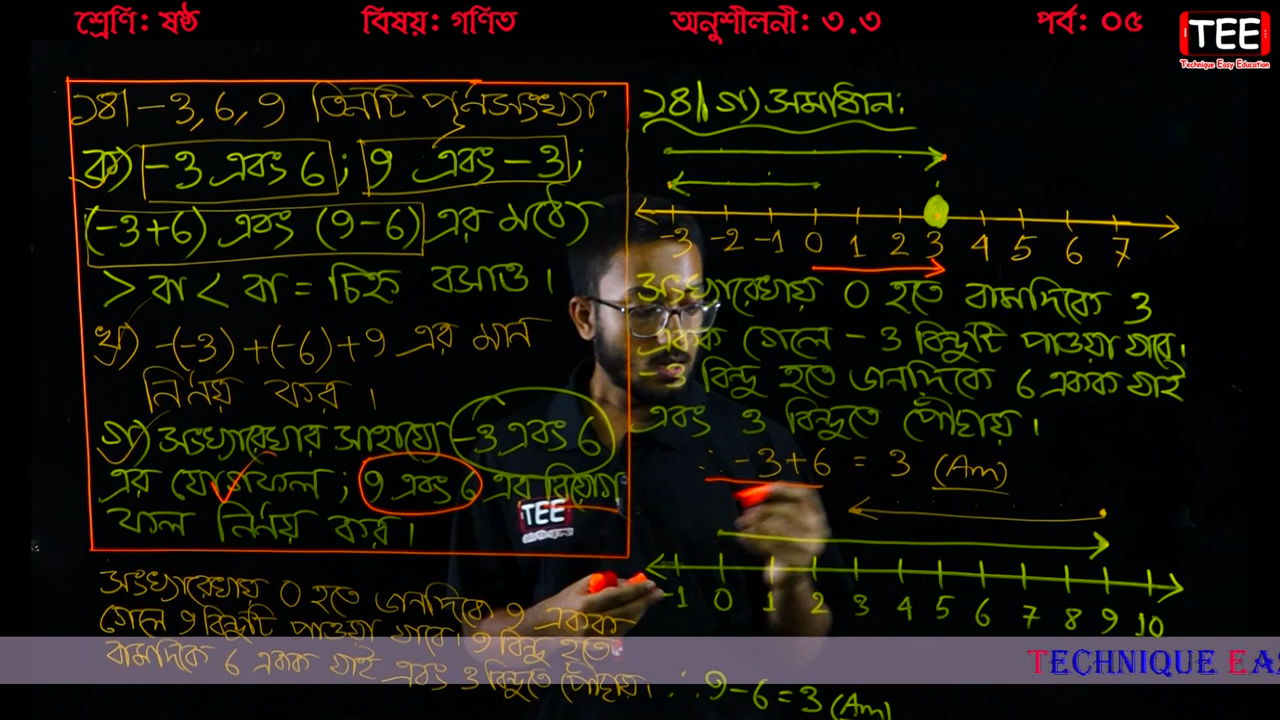 শ্রেণি: ষষ্ঠ
বিষয়: গণিত
অনুশীলনী: ৩.৩
পর্ব: ০৫
TEE
Technique Easy Education
১৪। -3, 6, 9 তিনটি পূর্নসংখ্যা
ক) -3 এবং 6 ; 9 এবং -3 ;
(-3+6) এবং (9-6) এর মধ্যে
> বা < বা = চিহ্ন বসাও ।
খ) -(-3)+(-6)+9 এর মান
নির্নয় কর ।
গ) সংখ্যারেখার সাহায্যে -3 এবং 6
এর যোগফল ; 9 এবং 6 এর বিয়োগ
ফল নির্নয় কর ।
১৪। গ) সমাধান:
-3 -2 -1 0 1 2 3 4 5 6 7
সংখ্যারেখায় 0 হতে বামদিকে 3
একক গেলে -3 বিন্দুটি পাওয়া যাবে ।
-3 বিন্দু হতে ডানদিকে 6 একক যাই
এবং 3 বিন্দুতে পৌছায় ।
∴ -3+6 = 3 (Ans)
-1 0 1 2 3 4 5 6 7 8 9 10
সংখ্যারেখায় 0 হতে ডানদিকে 9 একক
গেলে 9 বিন্দুটি পাওয়া যাবে । 9 বিন্দু হতে
বামদিকে 6 একক যাই এবং 3 বিন্দুতে পৌছায় ।
∴ 9-6 = 3 (Ans)
TEE
TECHNIQUE EAS